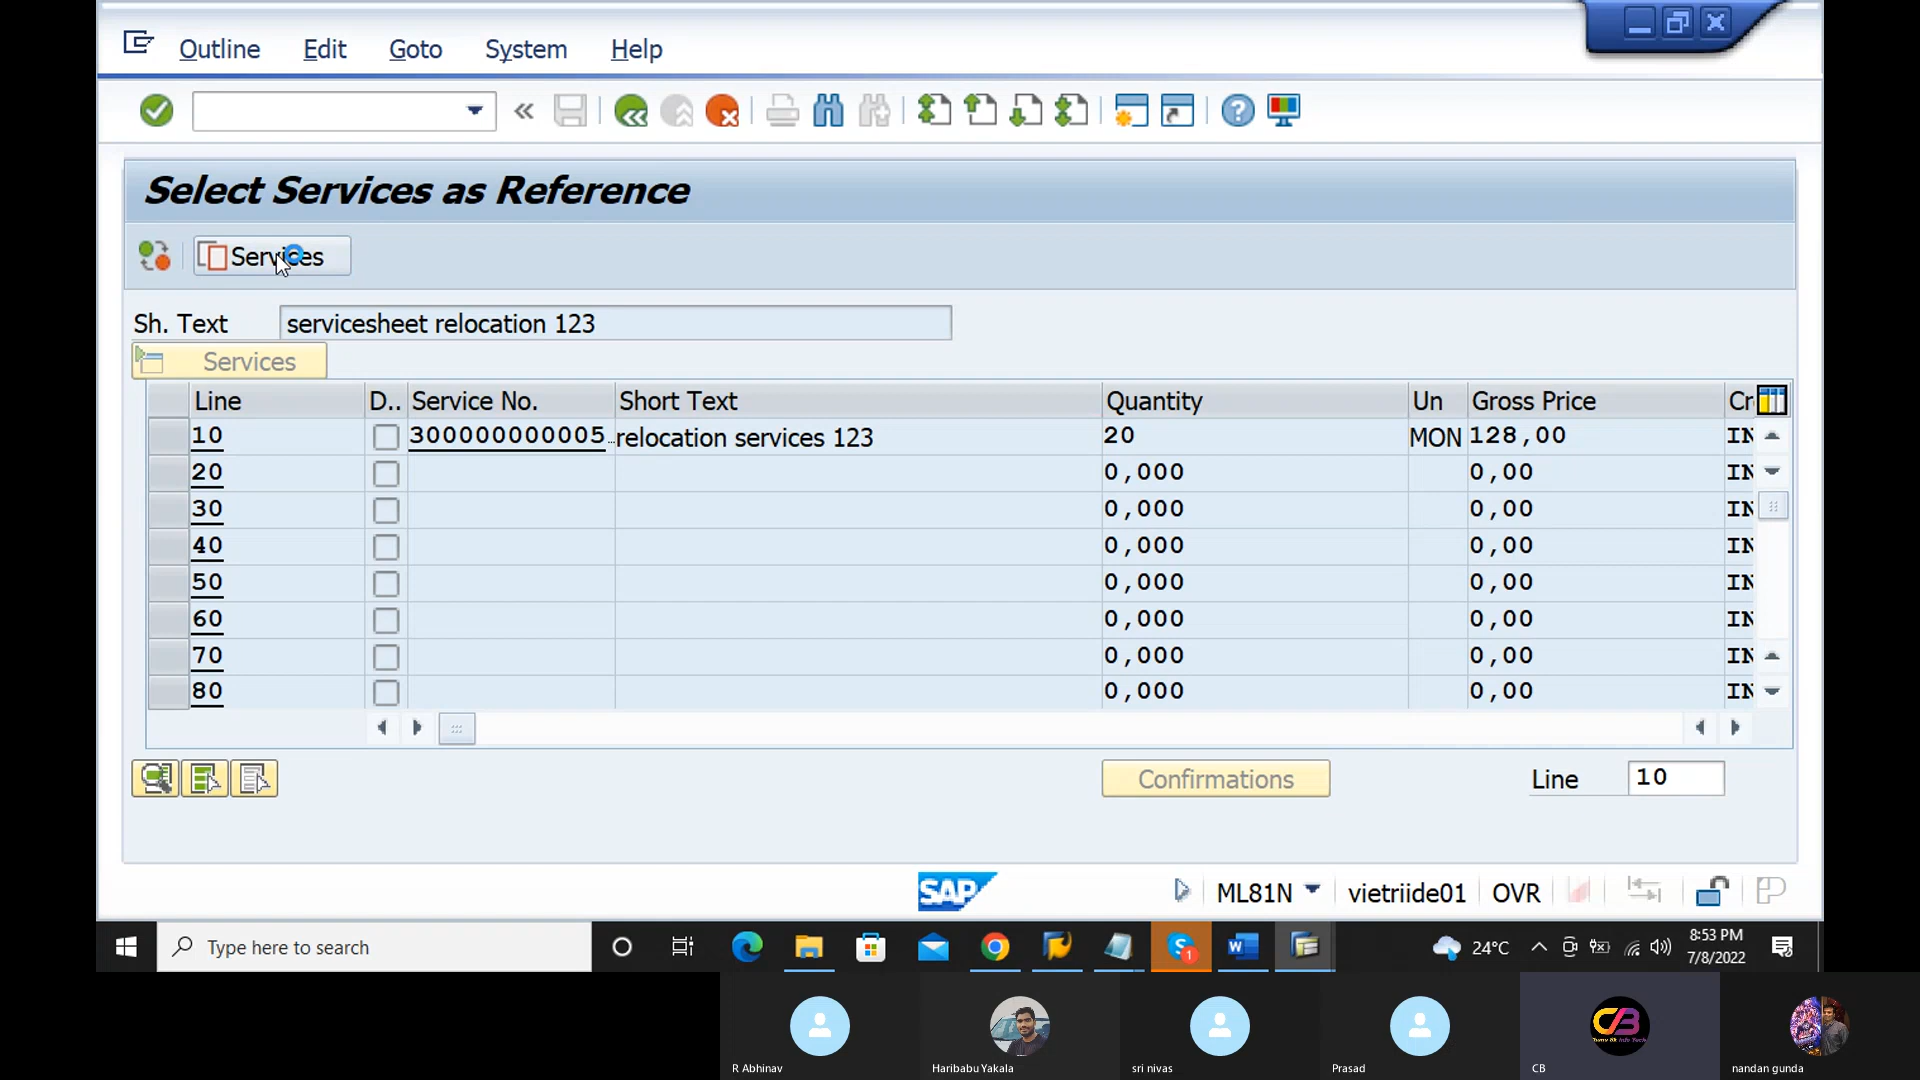 Outline Edit Goto System Help
Select Services as Reference
Services
Sh. Text servicesheet relocation 123
Services
Line D.. Service No. Short Text Quantity Un Gross Price Cr
10 300000000005.. relocation services 123 20 MON 128,00 IN
20 0,000 0,00 IN
30 0,000 0,00 IN
40 0,000 0,00 IN
50 0,000 0,00 IN
60 0,000 0,00 IN
70 0,000 0,00 IN
80 0,000 0,00 IN
Confirmations Line 10
SAP ML81N vietriide01 OVR
Type here to search 1 24°C 8:53 PM
7/8/2022
CB
R Abhinav Haribabu Yakala sri nivas Prasad CB nandan gunda